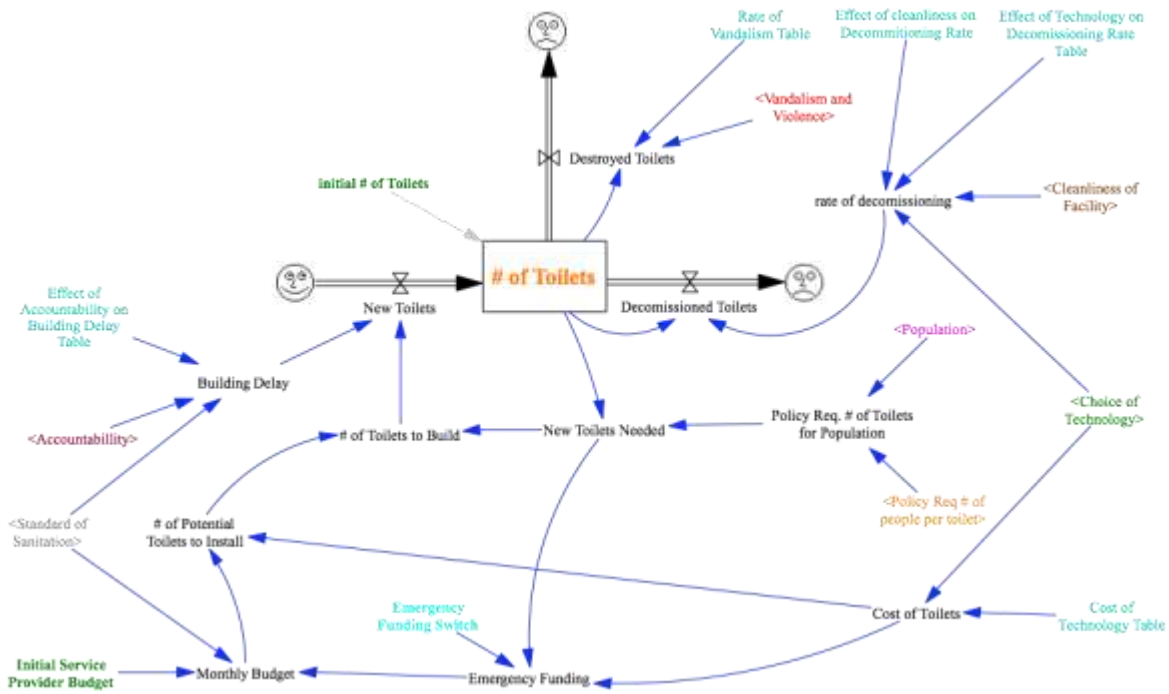 Rate of
Vandalism Table
Effect of cleanliness on
Decommitioning Rate
Effect of Technology on
Decomissioning Rate
Table
<Vandalism and
Violence>
Destroyed Toilets
initial # of Toilets
rate of decomissioning
<Cleanliness of
Facility>
# of Toilets
New Toilets
Decomissioned Toilets
Effect of
Accountability on
Building Delay
Table
<Population>
Building Delay
<Choice of
Technology>
Policy Req. # of Toilets
for Population
<Accountabillity>
# of Toilets to Build
New Toilets Needed
<Policy Req # of
people per toilet>
<Standard of
Sanitation>
# of Potential
Toilets to Install
Emergency
Funding Switch
Cost of Toilets
Cost of
Technology Table
Initial Service
Provider Budget
Monthly Budget
Emergency Funding